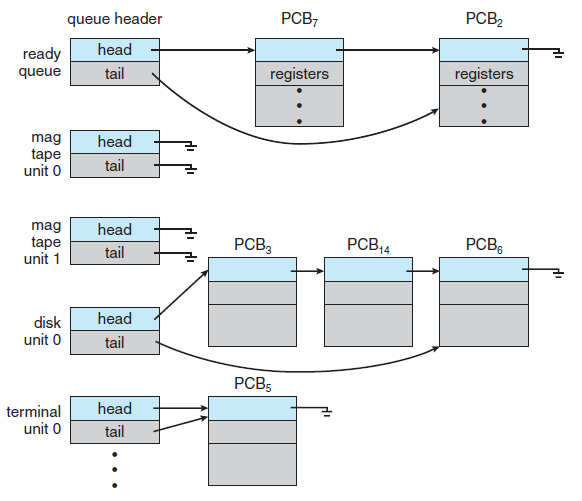 queue header
PCB7
PCB2
ready
queue
head
tail
registers
registers
mag
tape
unit 0
head
tail
mag
tape
unit 1
head
tail
PCB3
PCB14
PCB6
disk
unit 0
head
tail
PCB5
terminal
unit 0
head
tail